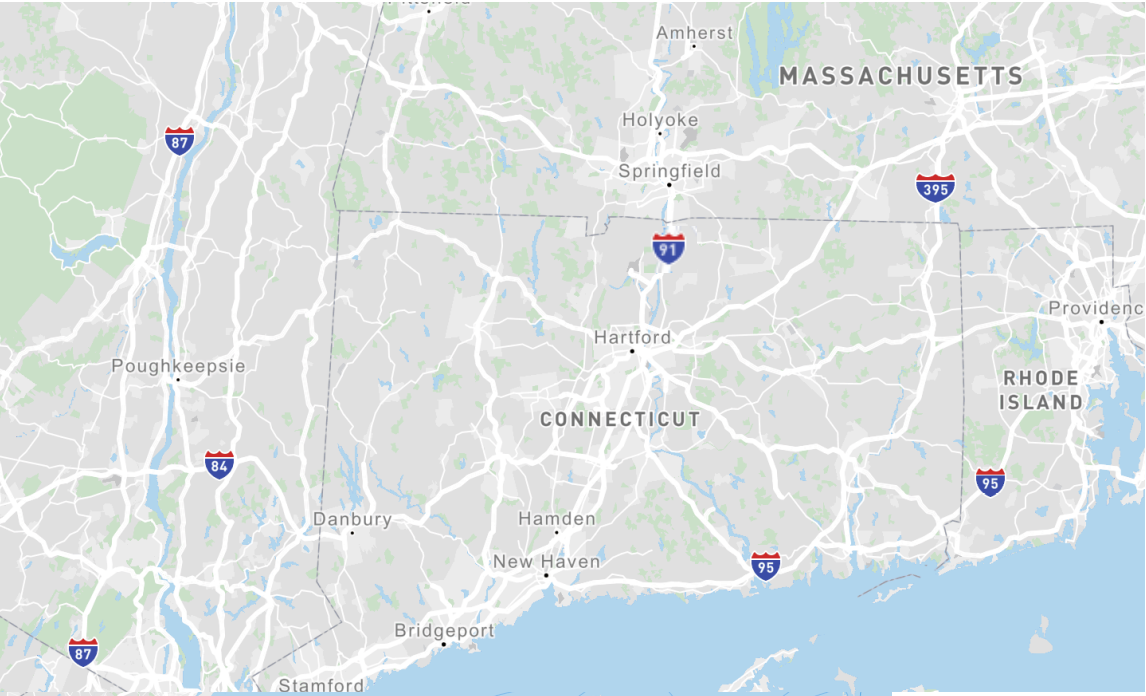 Amherst
MASSACHUSETTS
Holyoke
87
Springfield
395
91
Providenc
Hartford
Poughkeepsie
RHODE
ISLAND
CONNECTICUT
84
95
Danbury
Hamden
New Haven
95
Bridgeport
87
Stamford